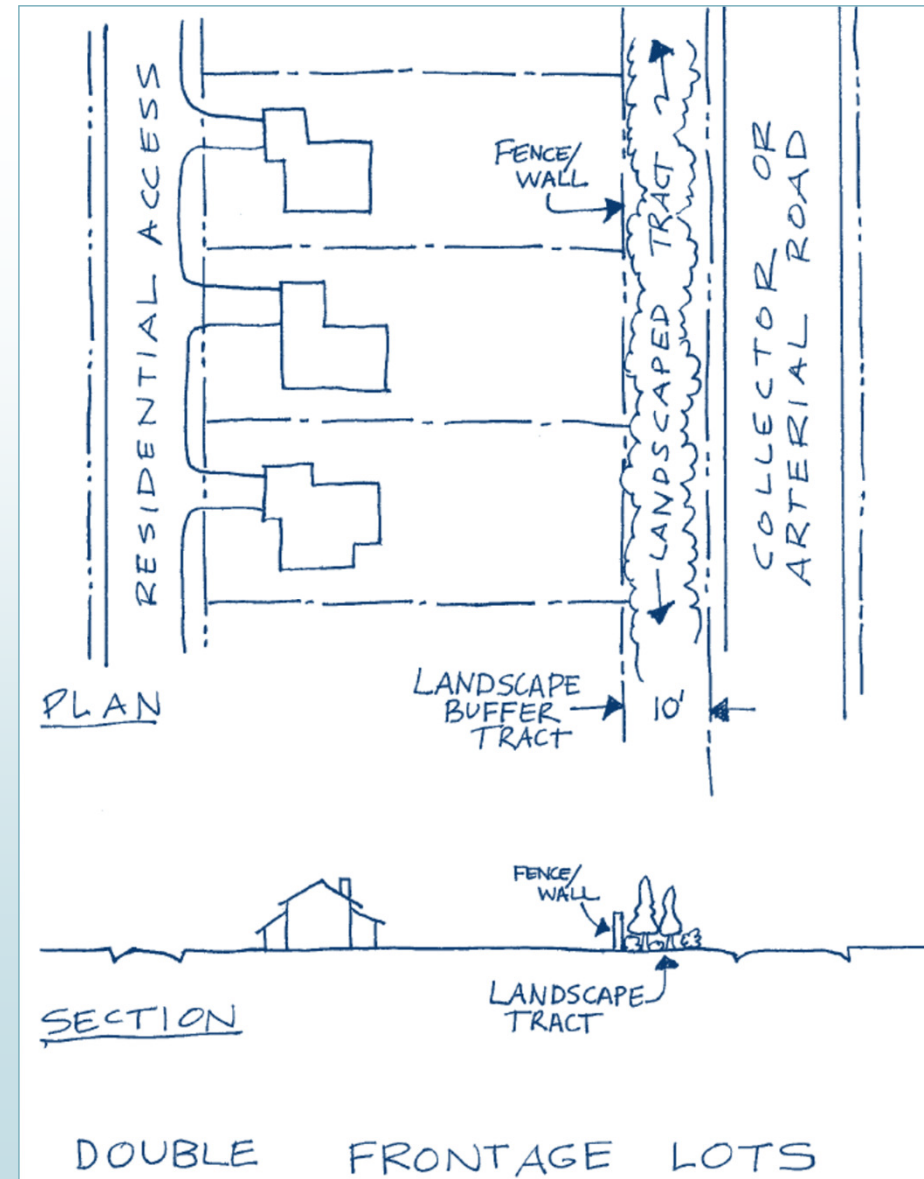 RESIDENTIAL ACCESS
FENCE/
WALL
LANDSCAPED TRACT
COLLECTOR OR
ARTERIAL ROAD
PLAN
LANDSCAPE
BUFFER
TRACT
10'
FENCE/
WALL
LANDSCAPE
TRACT
SECTION
DOUBLE FRONTAGE LOTS